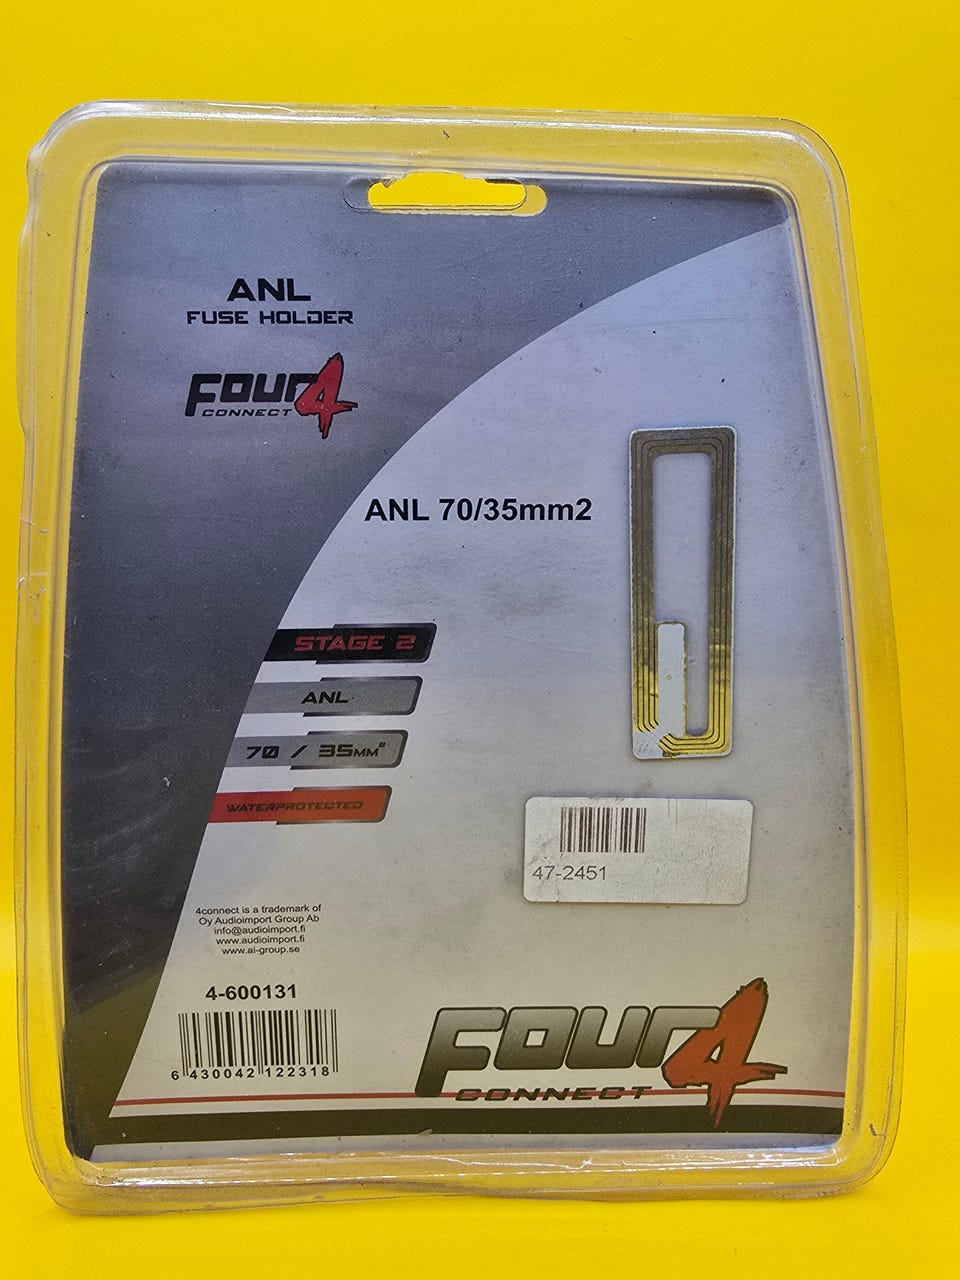 ANL
FUSE HOLDER
FOUR4
CONNECT
ANL 70/35mm2
STAGE 2
ANL
70 / 35MM²
WATERPROTECTED
47-2451
4connect is a trademark of
Oy Audioimport Group Ab
info@audioimport.fi
www.audioimport.fi
www.ai-group.se
4-600131
6 430042 122318
FOUR4
CONNECT